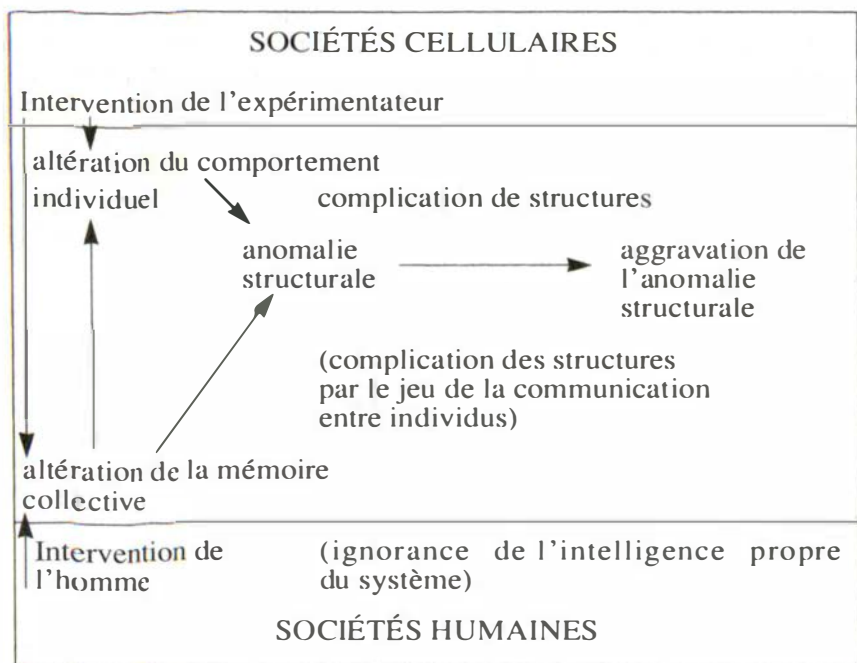 SOCIÉTÉS CELLULAIRES
Intervention de l'expérimentateur
altération du comportement
individuel
complication de structures
anomalie
structurale
aggravation de
l'anomalie
structurale
(complication des structures
par le jeu de la communication
entre individus)
altération de la mémoire
collective
Intervention de
l'homme
(ignorance de l'intelligence propre
du système)
SOCIÉTÉS HUMAINES